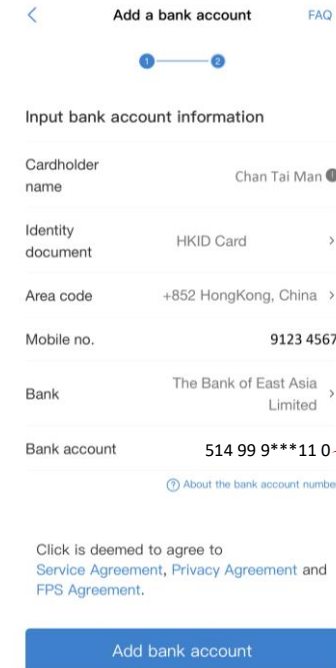 Add a bank account FAQ
1 2
Input bank account information
Cardholder
name
Chan Tai Man
Identity
document
HKID Card
Area code +852 HongKong, China
Mobile no. 9123 4567
Bank
The Bank of East Asia
Limited
Bank account 514 99 9***11 0
? About the bank account numbe
Click is deemed to agree to
Service Agreement, Privacy Agreement and
FPS Agreement.
Add bank account